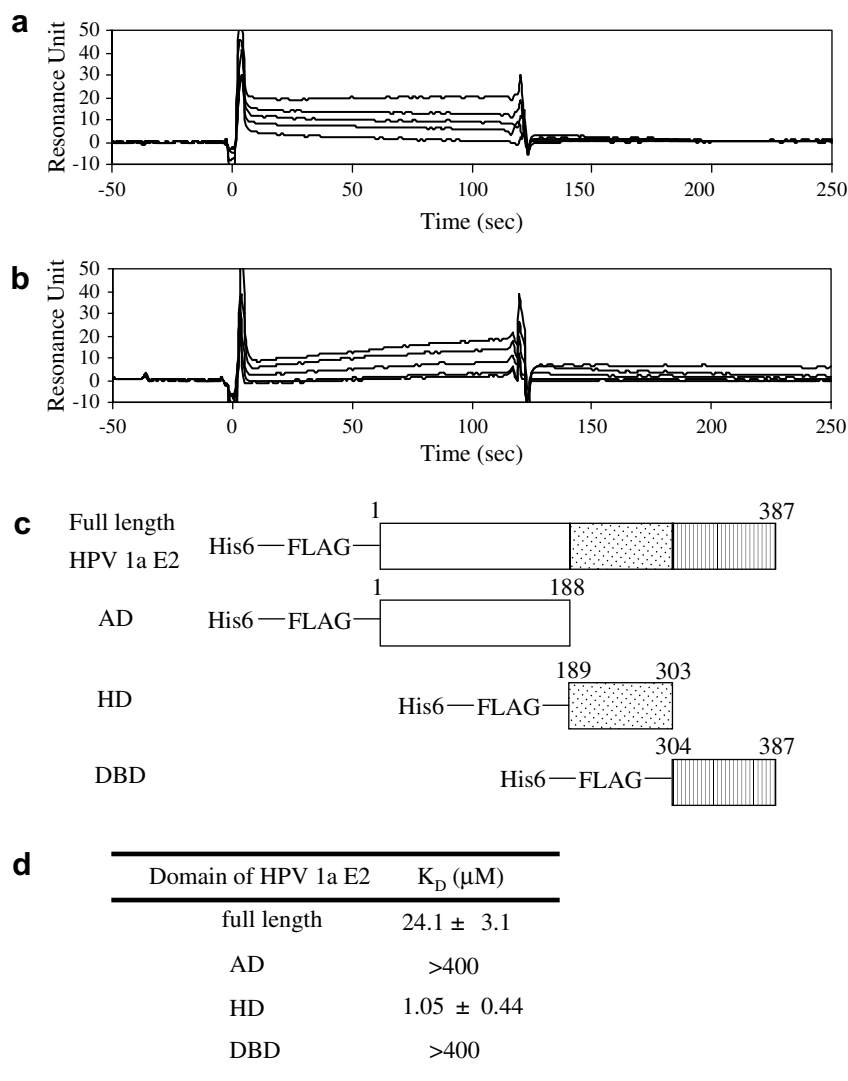 a
Resonance Unit
50
40
30
20
10
0
-10
-50 0 50 100 150 200 250
Time (sec)
b
Resonance Unit
50
40
30
20
10
0
-10
-50 0 50 100 150 200 250
Time (sec)
c
Full length
HPV 1a E2
His6 FLAG
1 387
AD
His6 FLAG
1 188
HD
His6 FLAG
189 303
DBD
His6 FLAG
304 387
d
Domain of HPV 1a E2 K_D (μM)
full length 24.1 ± 3.1
AD >400
HD 1.05 ± 0.44
DBD >400